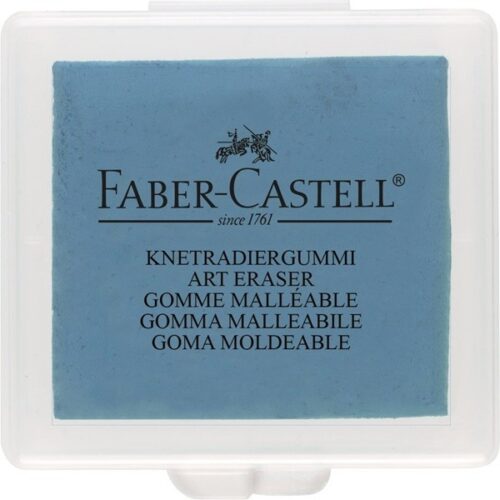 FABER-CASTELL®
since 1761
KNETRADIERGUMMI
ART ERASER
GOMME MALLÉABLE
GOMMA MALLEABILE
GOMA MOLDEABLE